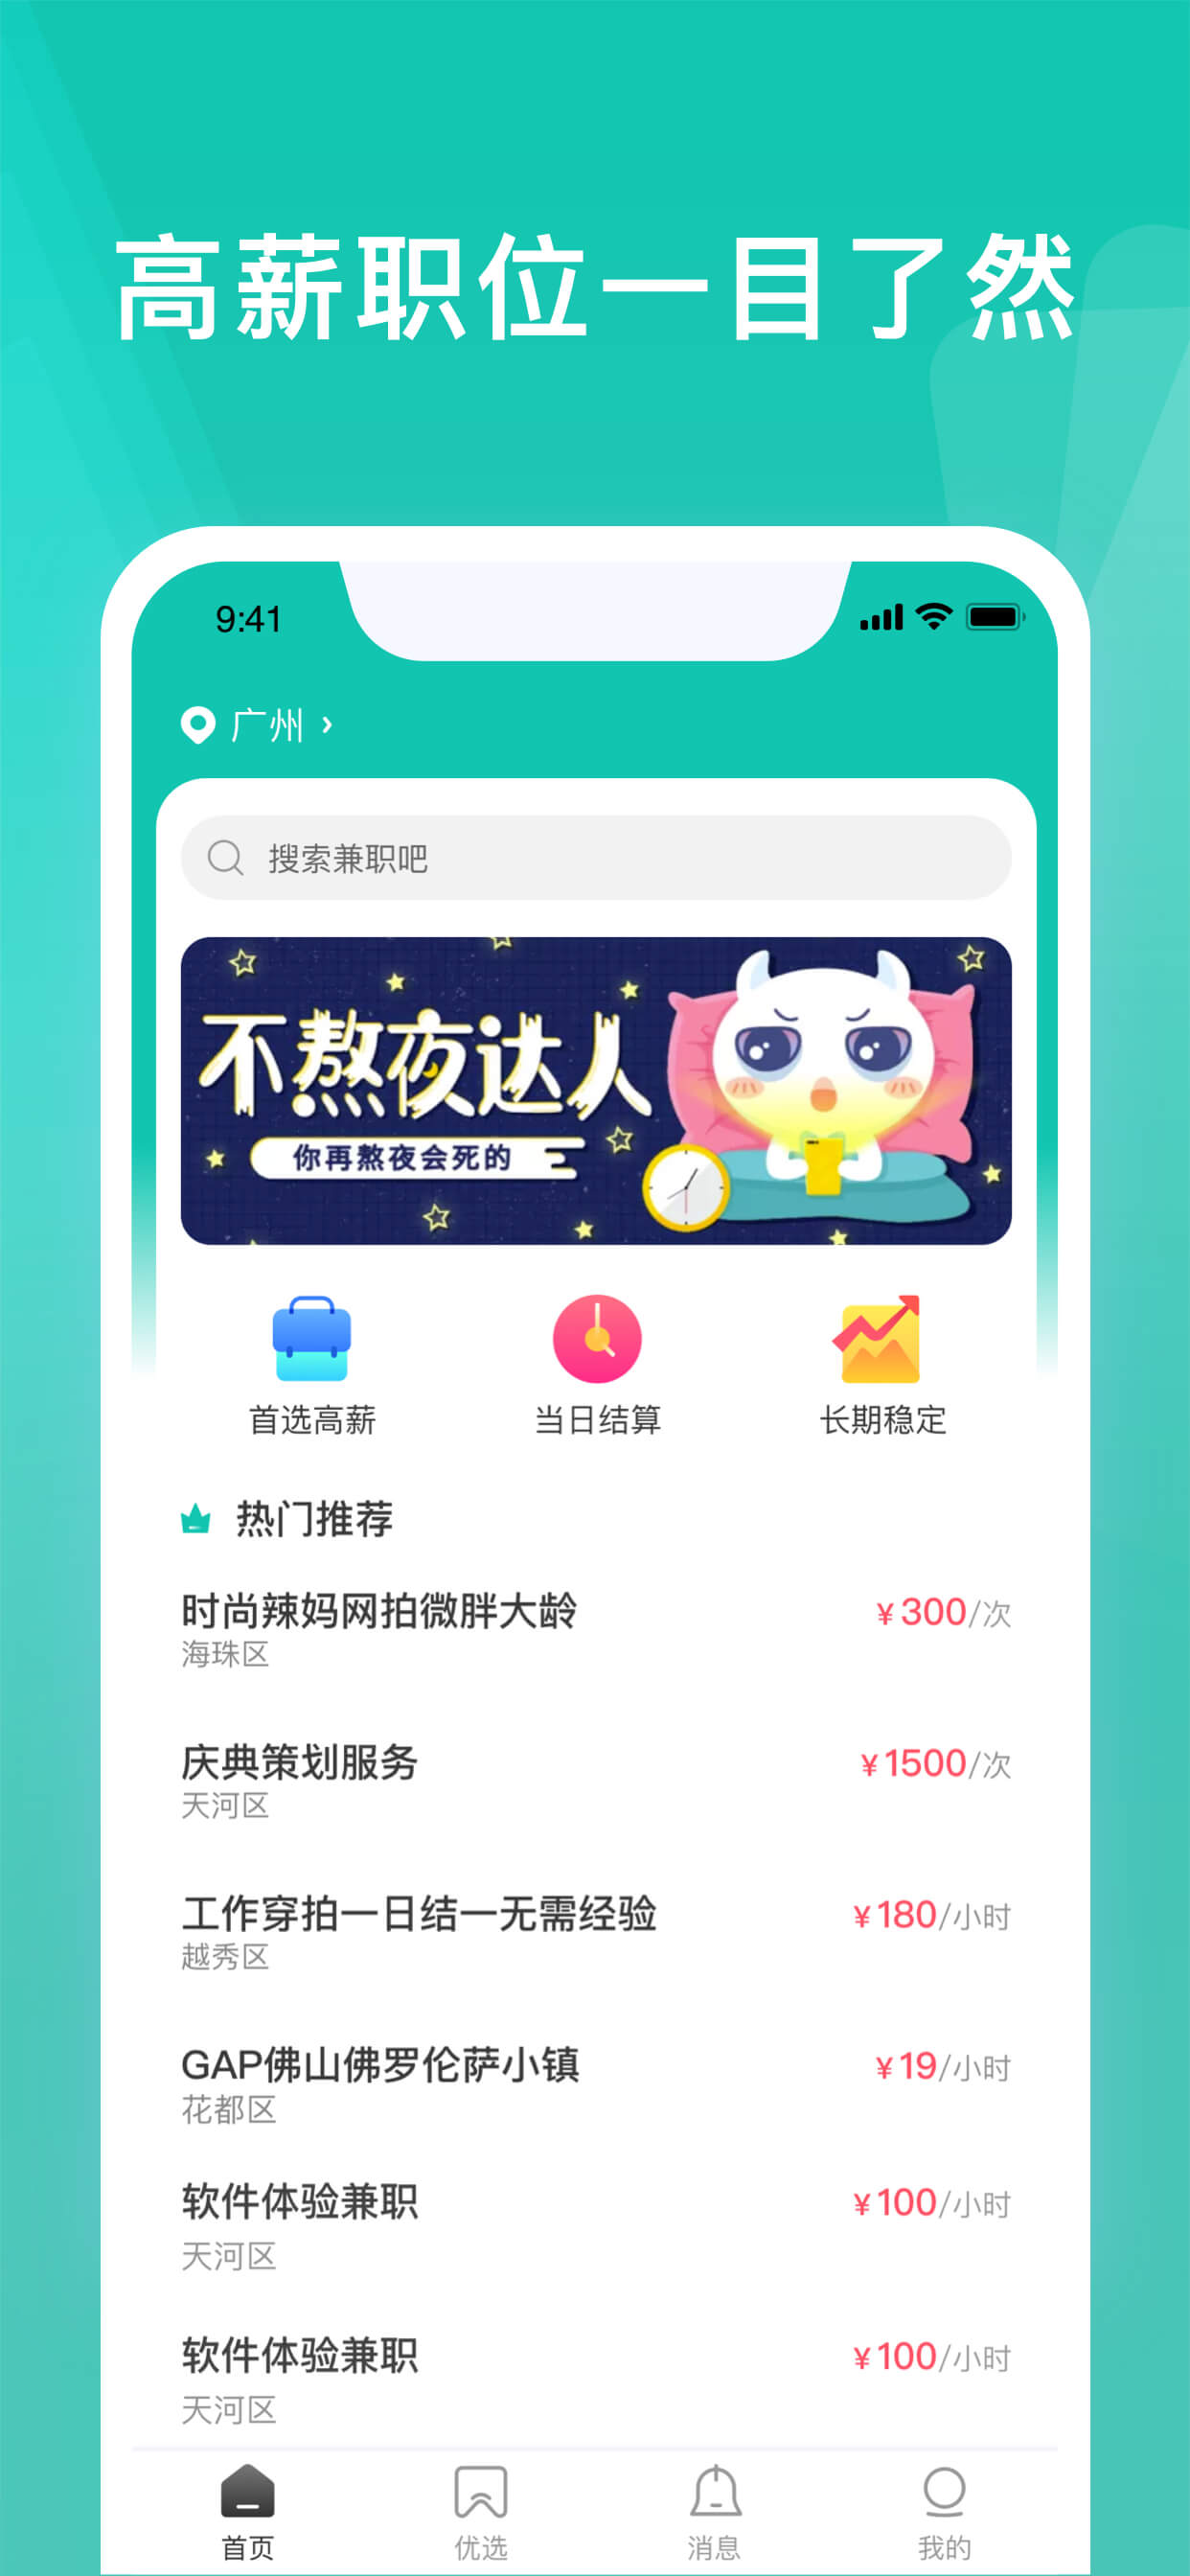 高薪职位一目了然
9:41
广州
搜索兼职吧
不熬夜达人
你再熬夜会死的
首选高薪
当日结算
长期稳定
热门推荐
时尚辣妈网拍微胖大龄
¥300/次
海珠区
庆典策划服务
¥1500/次
天河区
工作穿拍一日结一无需经验
¥180/小时
越秀区
GAP佛山佛罗伦萨小镇
¥19/小时
花都区
软件体验兼职
¥100/小时
天河区
软件体验兼职
¥100/小时
天河区
首页
优选
消息
我的